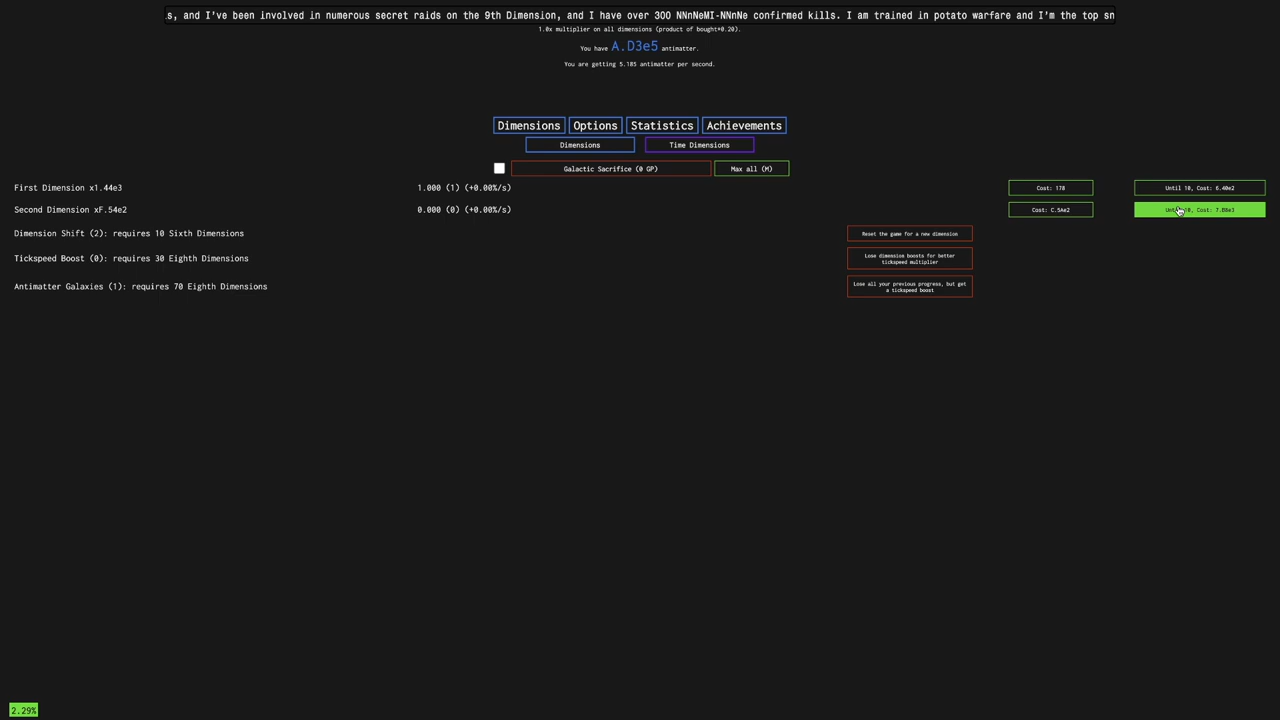 s, and I've been involved in numerous secret raids on the 9th Dimension, and I have over 300 NNnNeMI-NNnNe confirmed kills. I am trained in potato warfare and I'm the top sn
1.0x multiplier on all dimensions (product of bought*0.20).
You have A.D3e5 antimatter.
You are getting 5.185 antimatter per second.
Dimensions Options Statistics Achievements
Dimensions Time Dimensions
Galactic Sacrifice (0 GP) Max all (M)
First Dimension x1.44e3 1.000 (1) (+0.00%/s) Cost: 178 Until 10, Cost: 6.40e2
Second Dimension xF.54e2 0.000 (0) (+0.00%/s) Cost: C.5Ae2 Cost:
Dimension Shift (2): requires 10 Sixth Dimensions Reset the game for a new dimension
Tickspeed Boost (0): requires 30 Eighth Dimensions Lose dimension boosts for better
tickspeed multiplier
Antimatter Galaxies (1): requires 70 Eighth Dimensions Lose all your previous progress, but get
a tickspeed boost
2.29%